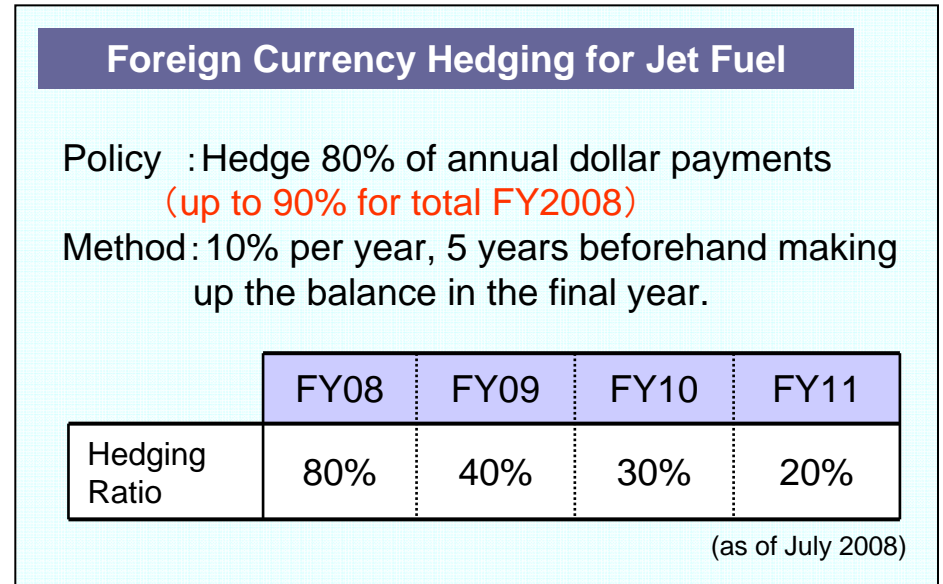 Foreign Currency Hedging for Jet Fuel
Policy :Hedge 80% of annual dollar payments
(up to 90% for total FY2008)
Method:10% per year, 5 years beforehand making
up the balance in the final year.
FY08 FY09 FY10 FY11
Hedging
Ratio 80% 40% 30% 20%
(as of July 2008)